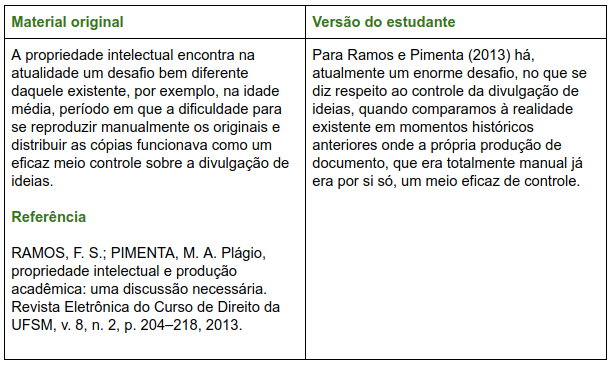 Material original
A propriedade intelectual encontra na
atualidade um desafio bem diferente
daquele existente, por exemplo, na idade
média, período em que a dificuldade para
se reproduzir manualmente os originais e
distribuir as cópias funcionava como um
eficaz meio controle sobre a divulgação de
ideias.
Referência
RAMOS, F. S.; PIMENTA, M. A. Plágio,
propriedade intelectual e produção
acadêmica: uma discussão necessária.
Revista Eletrônica do Curso de Direito da
UFSM, v. 8, n. 2, p. 204–218, 2013.
Versão do estudante
Para Ramos e Pimenta (2013) há,
atualmente um enorme desafio, no que se
diz respeito ao controle da divulgação de
ideias, quando comparamos à realidade
existente em momentos históricos
anteriores onde a própria produção de
documento, que era totalmente manual já
era por si só, um meio eficaz de controle.